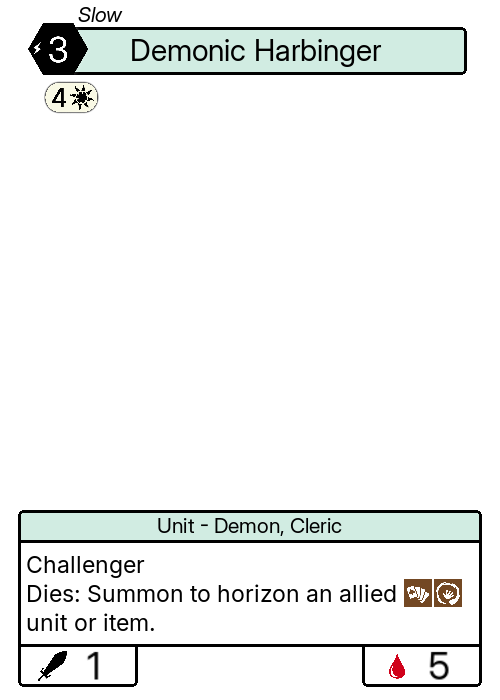 Slow
3 Demonic Harbinger
4
Unit - Demon, Cleric
Challenger
Dies: Summon to horizon an allied
unit or item.
1 5